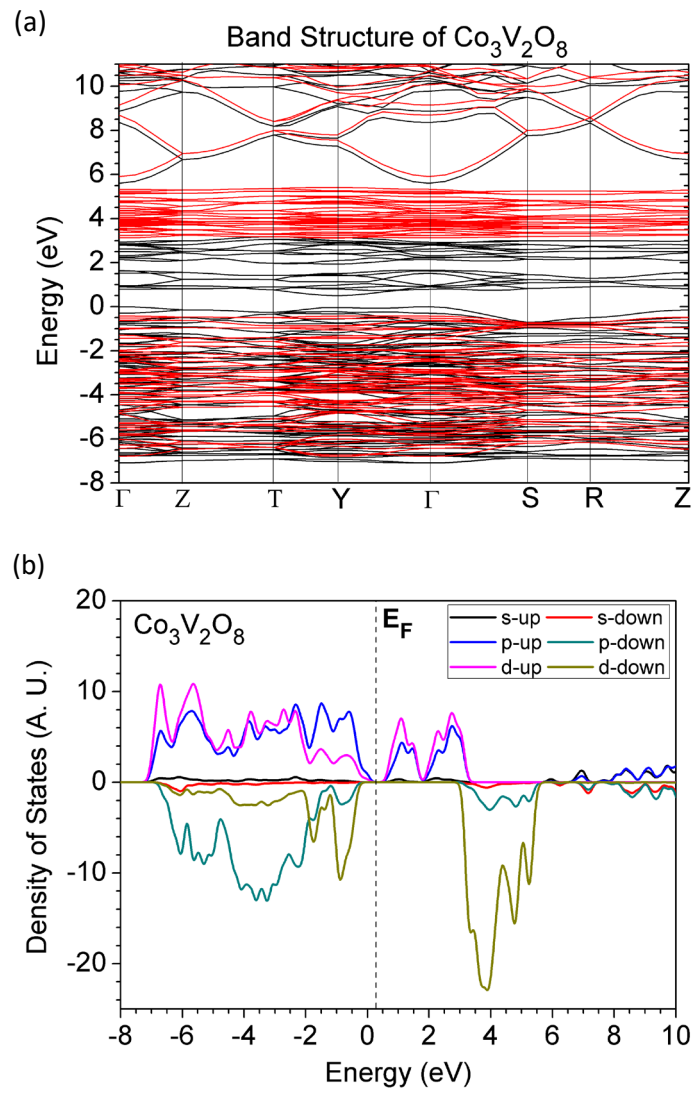 (a)
Band Structure of Co₃V₂O₈
Energy (eV)
10
8
6
4
2
0
-2
-4
-6
-8
Γ Z T Y Γ S R Z
(b)
Co₃V₂O₈
E_F
s-up s-down
p-up p-down
d-up d-down
Density of States (A. U.)
20
10
0
-10
-20
-8 -6 -4 -2 0 2 4 6 8 10
Energy (eV)